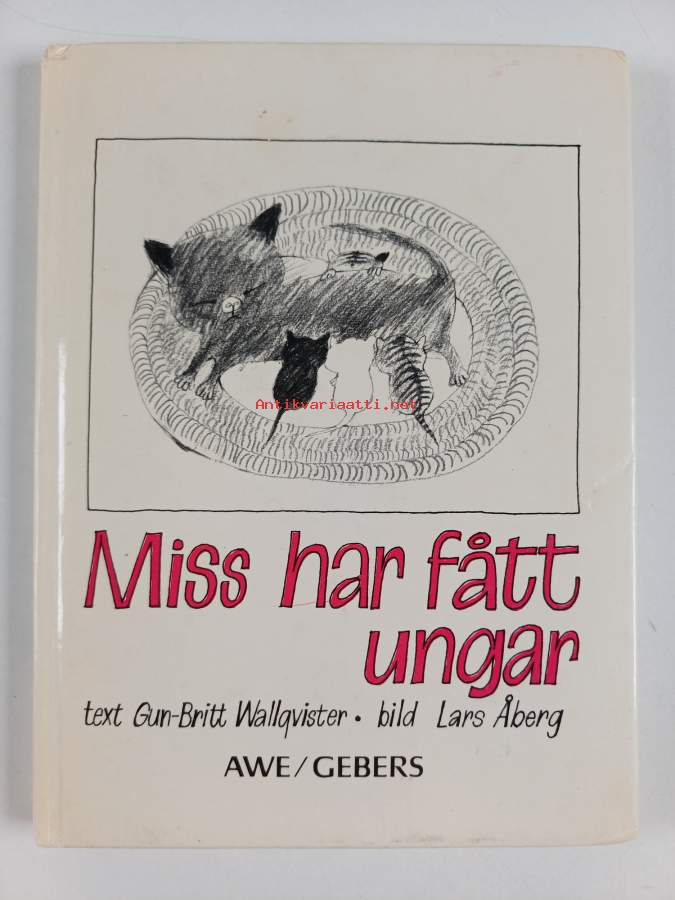 Antikvariaatti.net
Miss har fått
ungar
text Gun-Britt Wallqvister • bild Lars Åberg
AWE/GEBERS